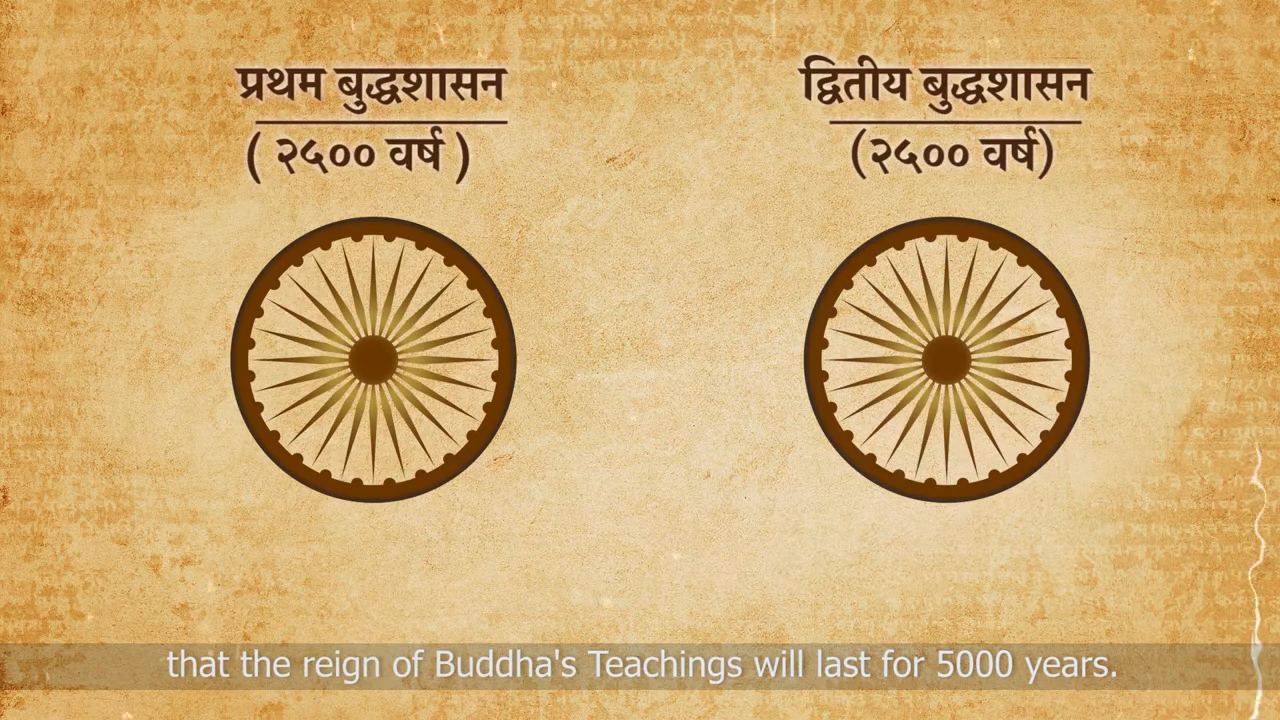 प्रथम बुद्धशासन
( २५०० वर्ष )
द्वितीय बुद्धशासन
(२५०० वर्ष)
that the reign of Buddha's Teachings will last for 5000 years.